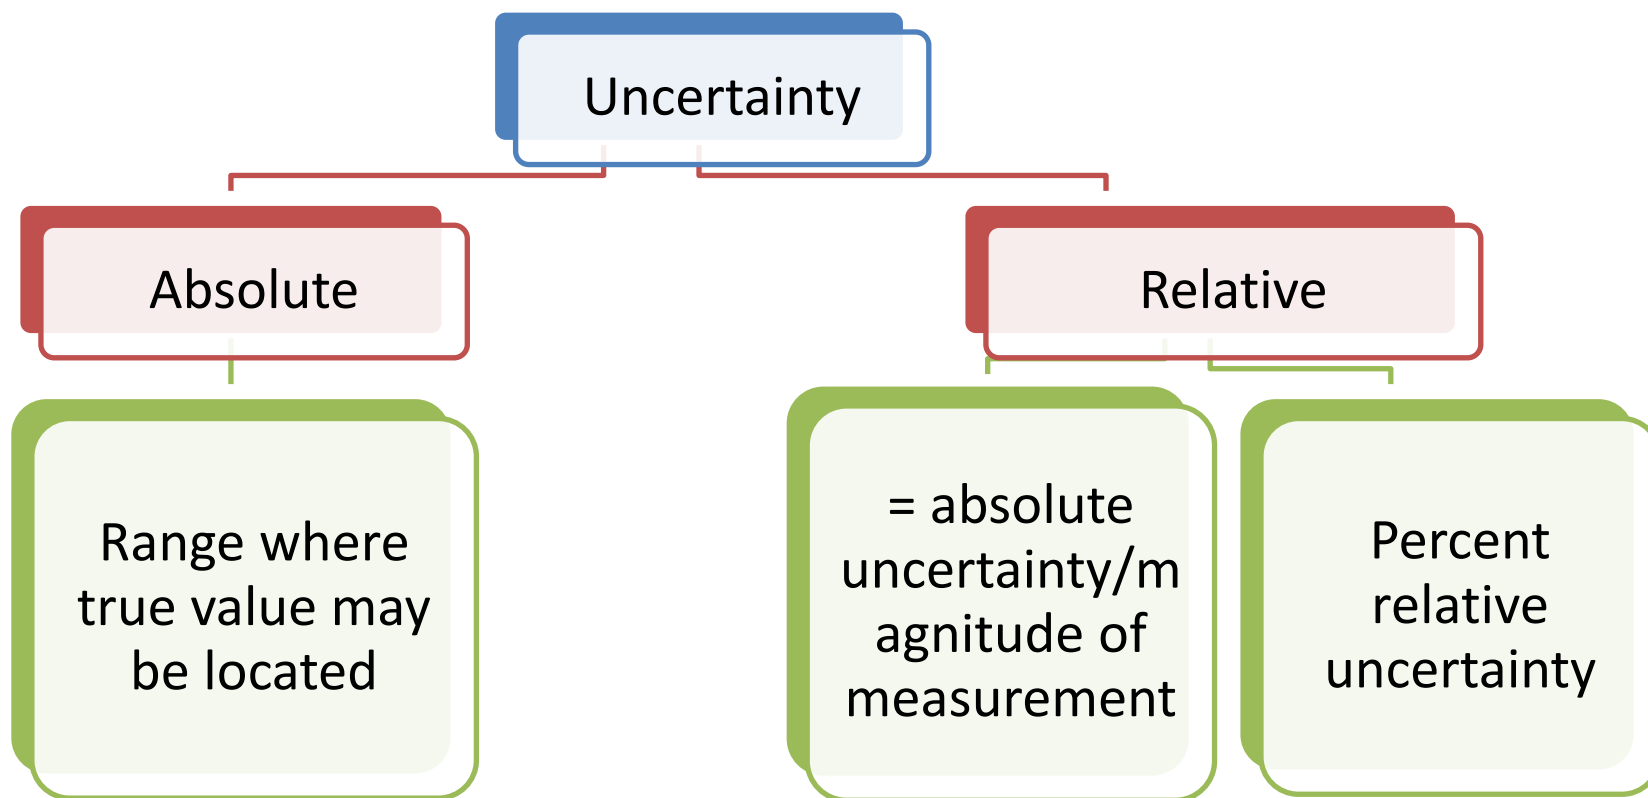 Uncertainty
Absolute
Relative
Range where
true value may
be located
= absolute
uncertainty/m
agnitude of
measurement
Percent
relative
uncertainty